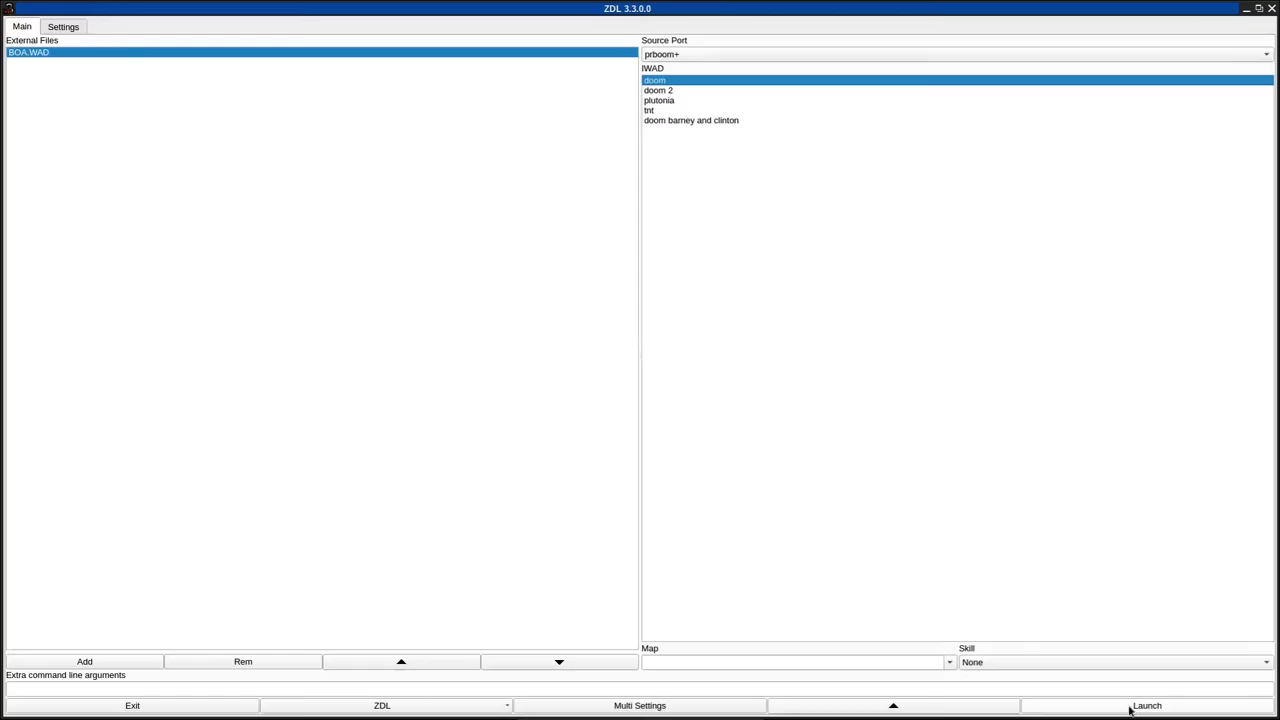 ZDL 3.3.0.0
Main
Settings
External Files
BOA.WAD
Source Port
prboom+
IWAD
doom
doom 2
plutonia
tnt
doom barney and clinton
Add
Rem
Map
Skill
None
Extra command line arguments
Exit
ZDL
Multi Settings
Launch